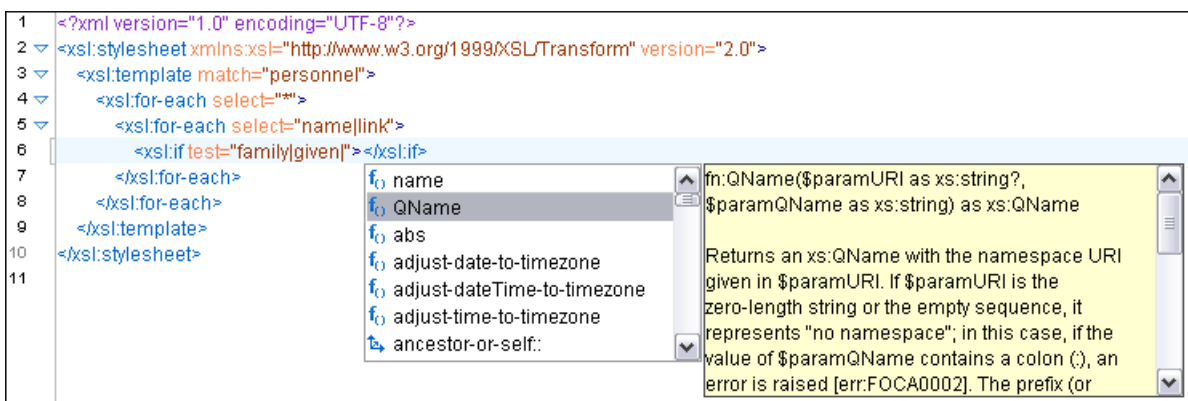 1 <?xml version="1.0" encoding="UTF-8"?>
2 <xsl:stylesheet xmlns:xsl="http://www.w3.org/1999/XSL/Transform" version="2.0">
3 <xsl:template match="personnel">
4 <xsl:for-each select="*">
5 <xsl:for-each select="name|link">
6 <xsl:if test="family|given|"></xsl:if>
7 </xsl:for-each>
8 </xsl:for-each>
9 </xsl:template>
10 </xsl:stylesheet>
11
f() name
f() QName
f() abs
f() adjust-date-to-timezone
f() adjust-dateTime-to-timezone
f() adjust-time-to-timezone
ancestor-or-self::
fn:QName($paramURI as xs:string?,
$paramQName as xs:string) as xs:QName
Returns an xs:QName with the namespace URI
given in $paramURI. If $paramURI is the
zero-length string or the empty sequence, it
represents "no namespace"; in this case, if the
value of $paramQName contains a colon (:), an
error is raised [err:FOCA0002]. The prefix (or